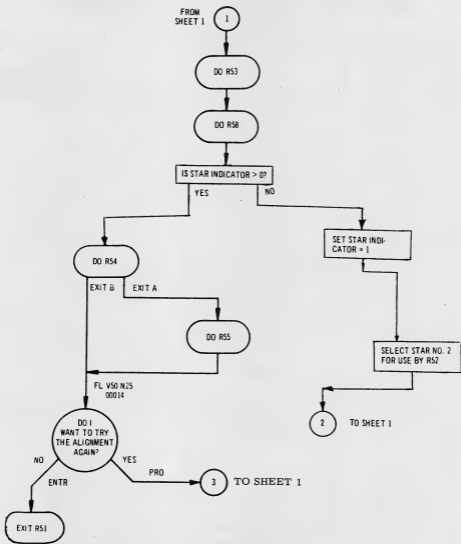 FROM
SHEET 1
1
DO R53
DO R58
IS STAR INDICATOR > 0?
YES
NO
SET STAR INDI-
CATOR = 1
DO R54
EXIT B
EXIT A
DO R55
SELECT STAR NO. 2
FOR USE BY R52
FL V50 N25
00014
2
TO SHEET 1
DO I
WANT TO TRY
THE ALIGNMENT
AGAIN?
NO
YES
ENTR
PRO
3
TO SHEET 1
EXIT R51